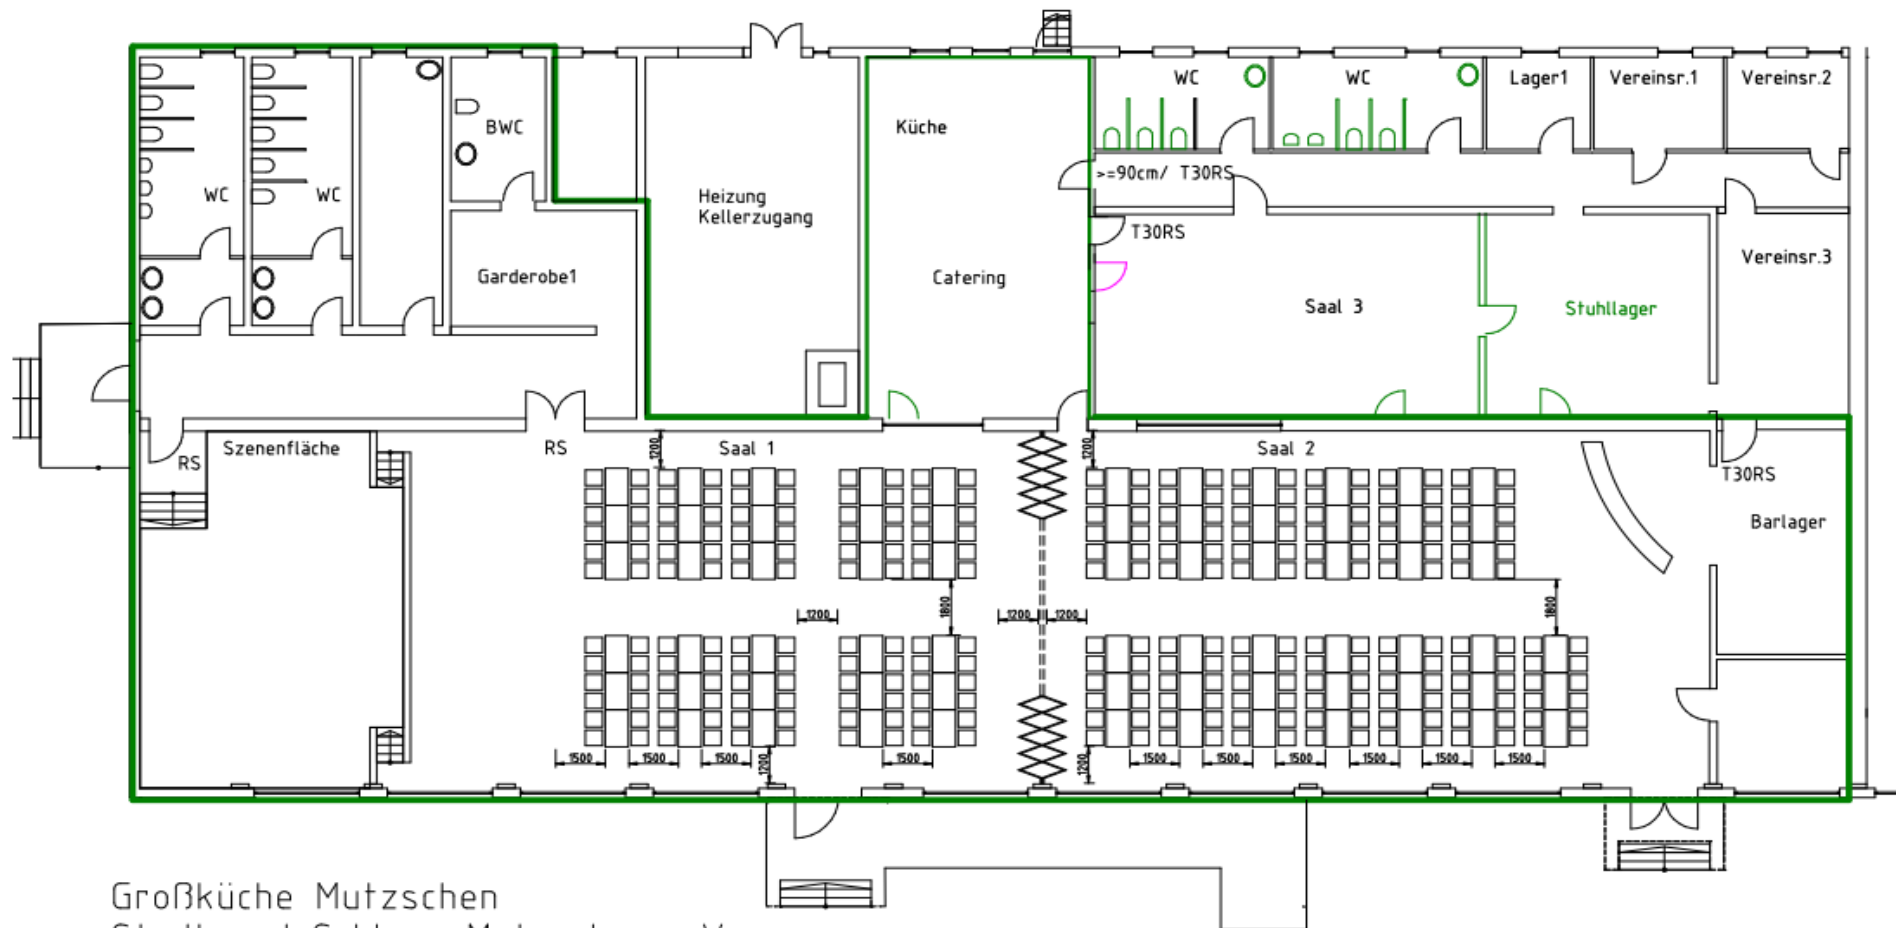 WC
WC
Lager1
Vereinsr.1
Vereinsr.2
BWC
Küche
>=90cm/ T30RS
WC
WC
Heizung
Kellerzugang
T30RS
Vereinsr.3
Garderobe1
Catering
Saal 3
Stuhllager
RS
Szenenfläche
RS
1200
Saal 1
1200
Saal 2
T30RS
Barlager
1200
1800
1200
1200
1800
1500
1500
1500
1200
1500
1200
1500
1500
1500
1500
1500
1500
Großküche Mutzschen